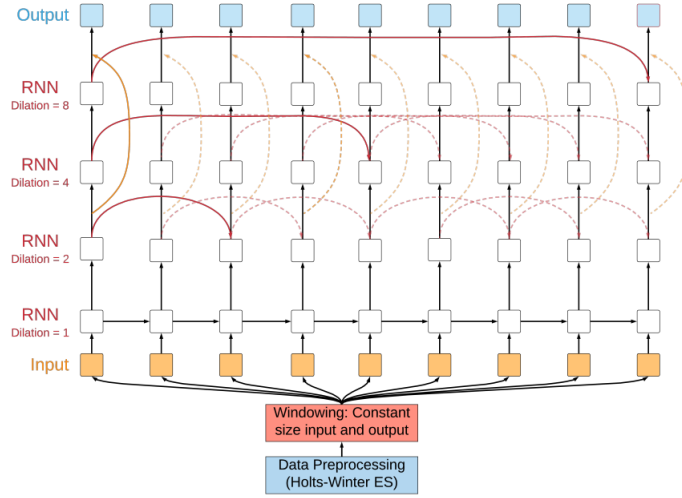 Output
RNN
Dilation = 8
RNN
Dilation = 4
RNN
Dilation = 2
RNN
Dilation = 1
Input
Windowing: Constant
size input and output
Data Preprocessing
(Holts-Winter ES)